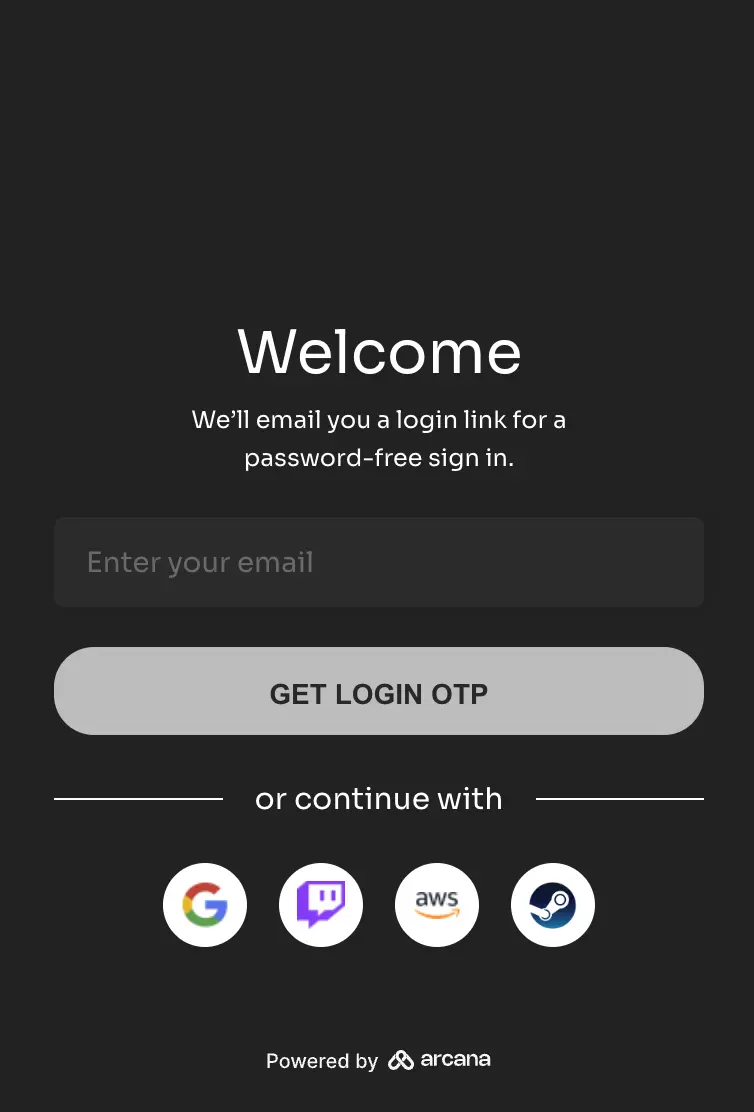 Welcome
We’ll email you a login link for a
password-free sign in.
Enter your email
GET LOGIN OTP
or continue with
aws
Powered by arcana